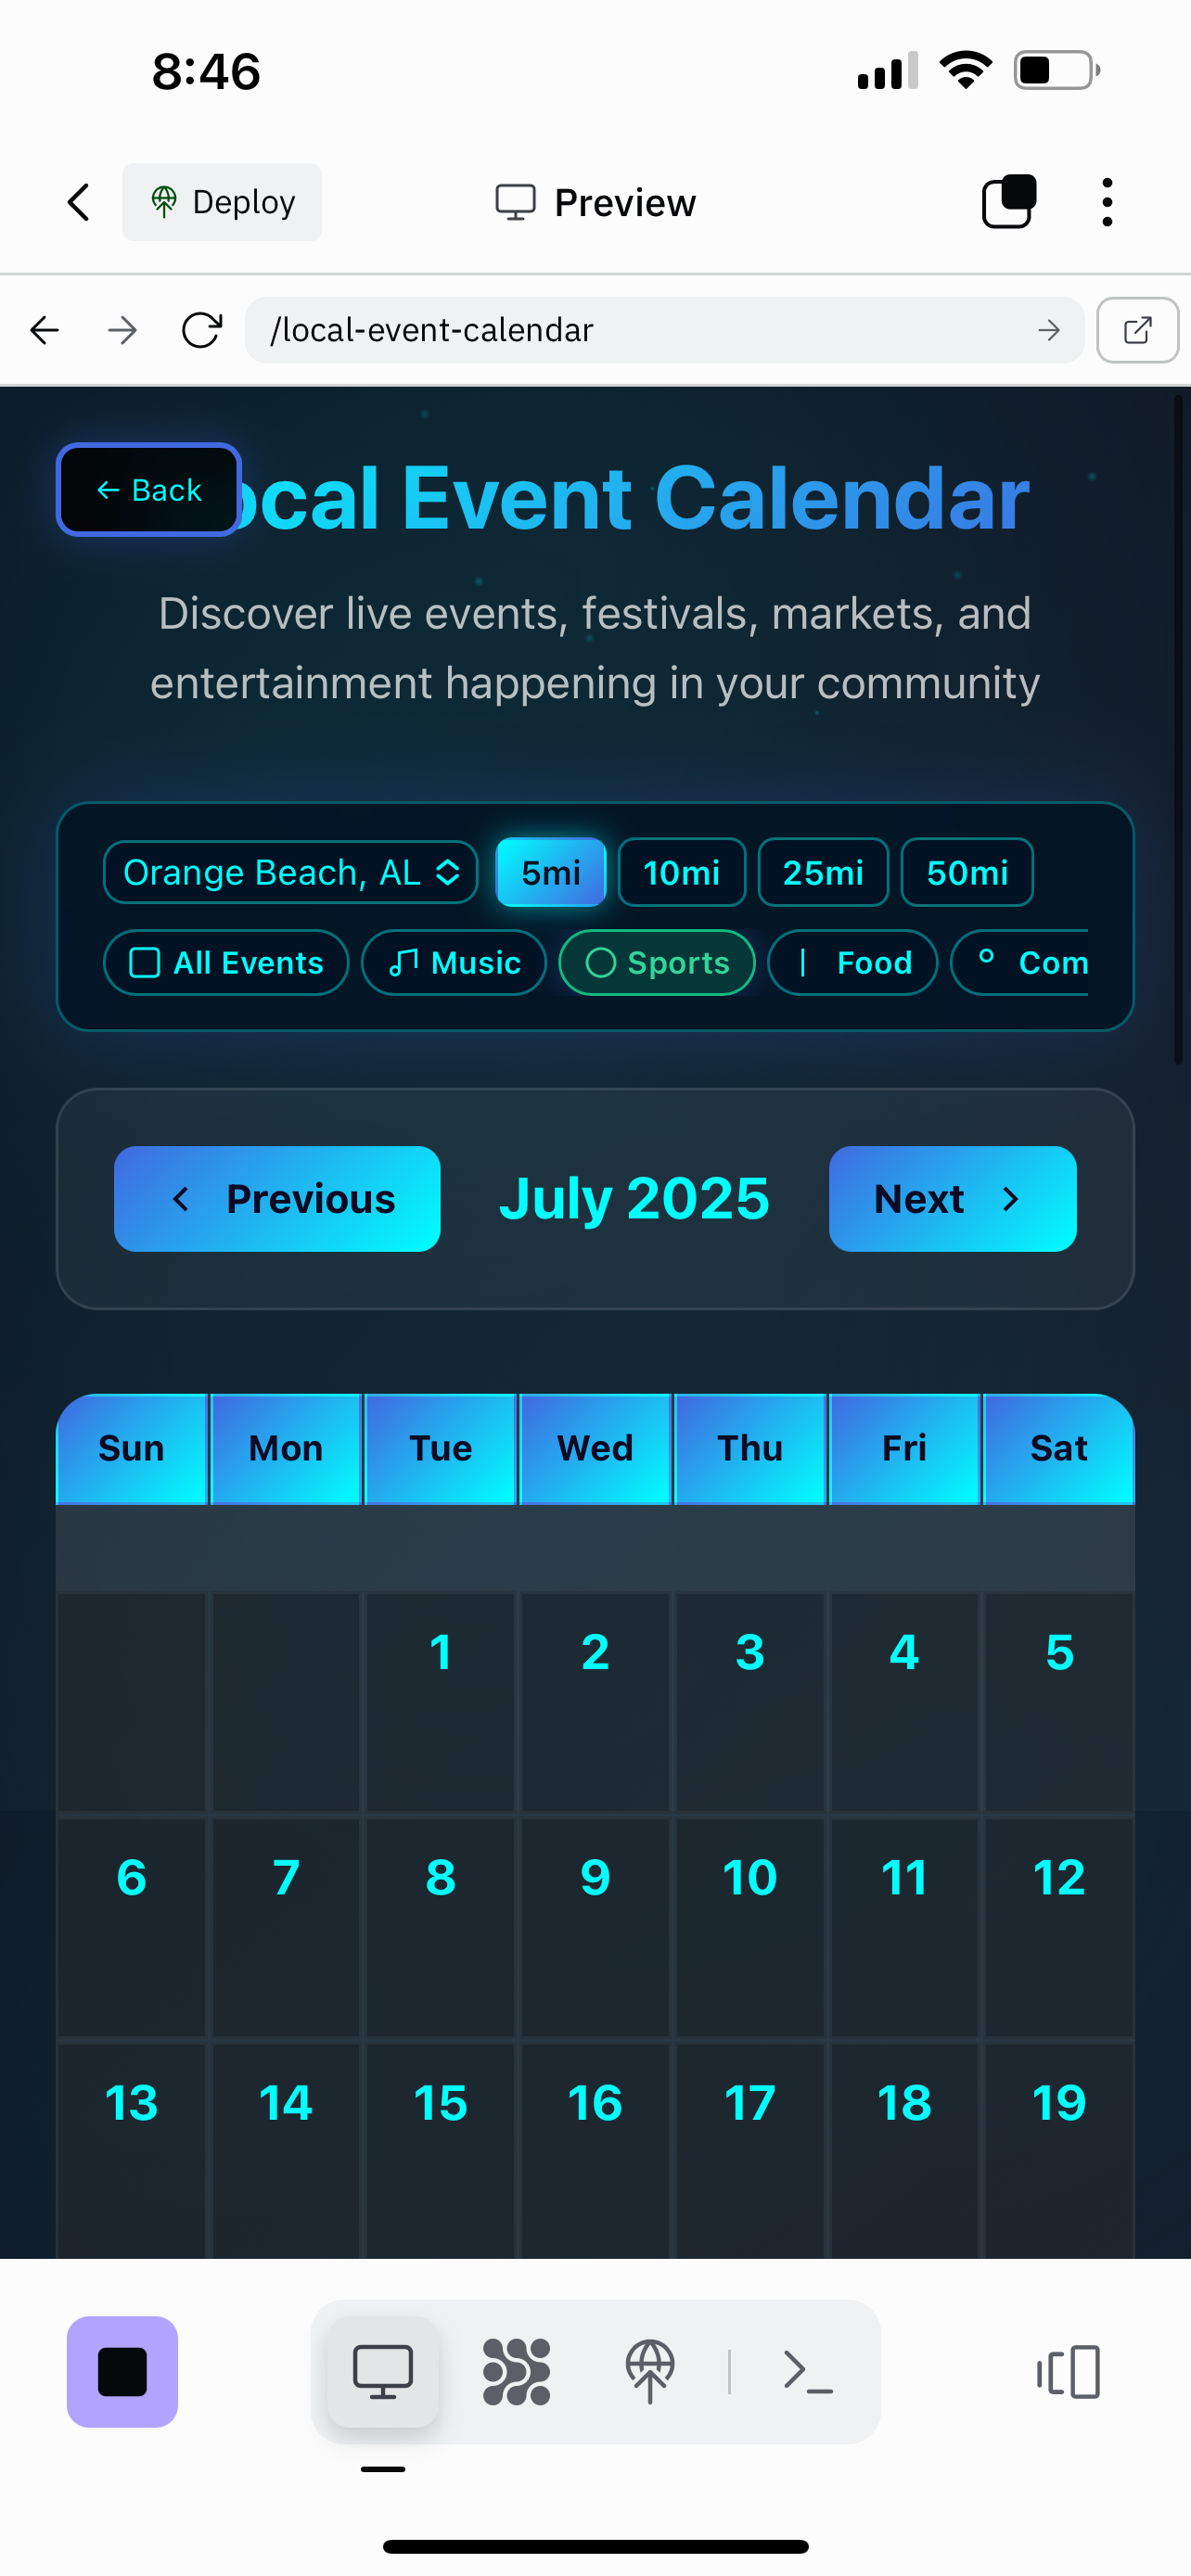 8:46
Deploy
Preview
/local-event-calendar
← Back
ocal Event Calendar
Discover live events, festivals, markets, and
entertainment happening in your community
Orange Beach, AL 5mi 10mi 25mi 50mi
All Events Music Sports Food Com
Previous July 2025 Next
Sun Mon Tue Wed Thu Fri Sat
1 2 3 4 5
6 7 8 9 10 11 12
13 14 15 16 17 18 19